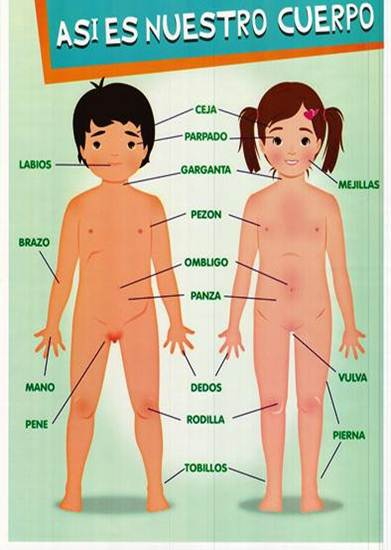 ASI ES NUESTRO CUERPO
CEJA
PARPADO
LABIOS
GARGANTA
MEJILLAS
PEZON
BRAZO
OMBLIGO
PANZA
VULVA
MANO
DEDOS
PENE
RODILLA
PIERNA
TOBILLOS